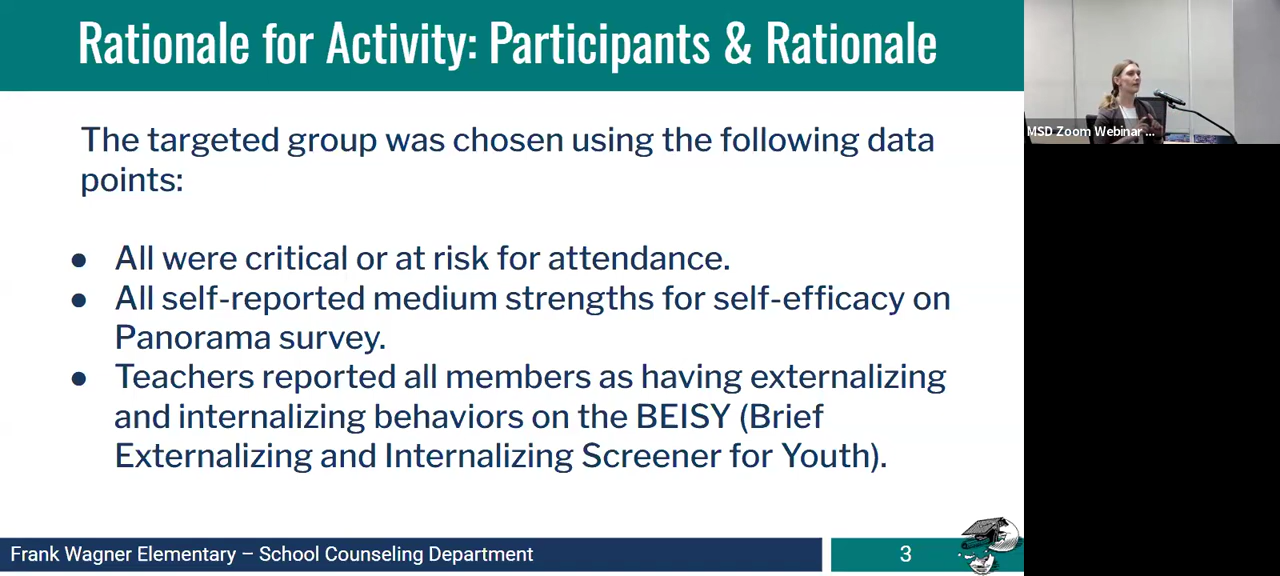 Rationale for Activity: Participants & Rationale
MSD Zoom Webinar ...
The targeted group was chosen using the following data
points:
● All were critical or at risk for attendance.
● All self-reported medium strengths for self-efficacy on
Panorama survey.
● Teachers reported all members as having externalizing
and internalizing behaviors on the BEISY (Brief
Externalizing and Internalizing Screener for Youth).
Frank Wagner Elementary – School Counseling Department
3